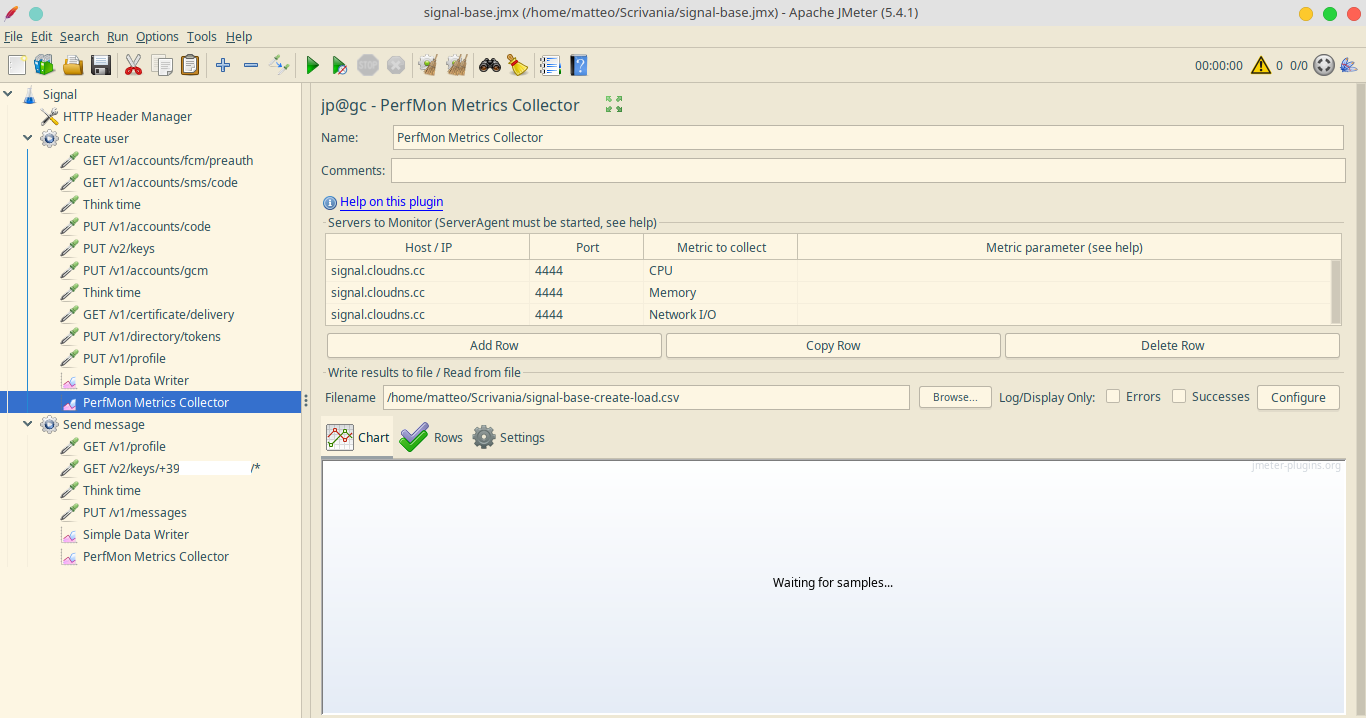 signal-base.jmx (/home/matteo/Scrivania/signal-base.jmx) - Apache JMeter (5.4.1)
File Edit Search Run Options Tools Help
STOP
?
00:00:00 0 0/0
Signal
HTTP Header Manager
Create user
GET /v1/accounts/fcm/preauth
GET /v1/accounts/sms/code
Think time
PUT /v1/accounts/code
PUT /v2/keys
PUT /v1/accounts/gcm
Think time
GET /v1/certificate/delivery
PUT /v1/directory/tokens
PUT /v1/profile
Simple Data Writer
PerfMon Metrics Collector
Send message
GET /v1/profile
GET /v2/keys/+39 /*
Think time
PUT /v1/messages
Simple Data Writer
PerfMon Metrics Collector
jp@gc - PerfMon Metrics Collector
Name: PerfMon Metrics Collector
Comments:
Help on this plugin
Servers to Monitor (ServerAgent must be started, see help)
Host / IP Port Metric to collect Metric parameter (see help)
signal.cloudns.cc 4444 CPU
signal.cloudns.cc 4444 Memory
signal.cloudns.cc 4444 Network I/O
Add Row Copy Row Delete Row
Write results to file / Read from file
Filename /home/matteo/Scrivania/signal-base-create-load.csv Browse... Log/Display Only: Errors Successes Configure
Chart Rows Settings
jmeter-plugins.org
Waiting for samples...